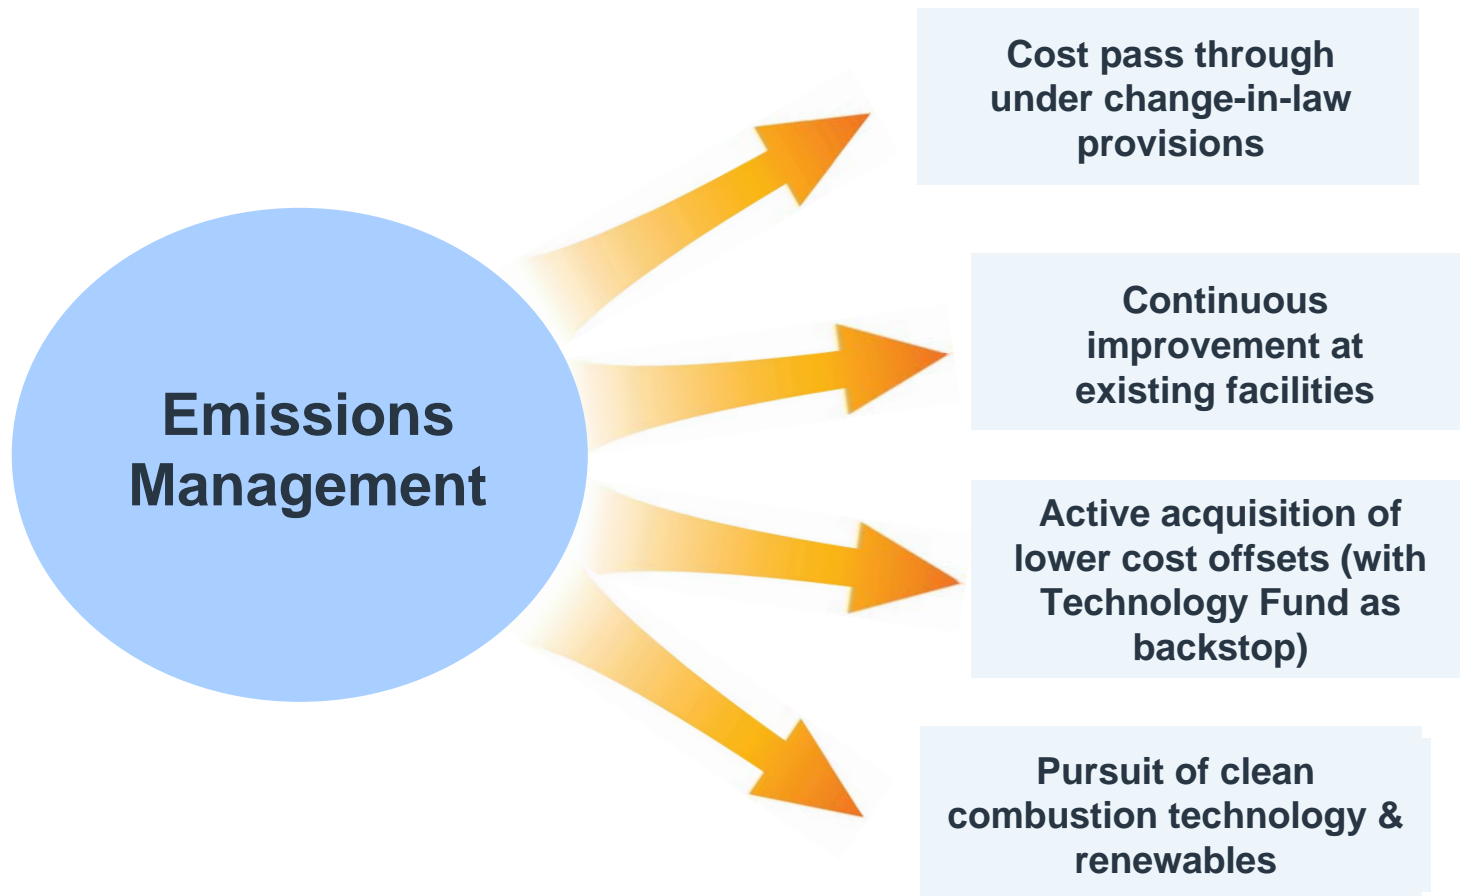 Cost pass through
under change-in-law
provisions
Emissions
Management
Continuous
improvement at
existing facilities
Active acquisition of
lower cost offsets (with
Technology Fund as
backstop)
Pursuit of clean
combustion technology &
renewables